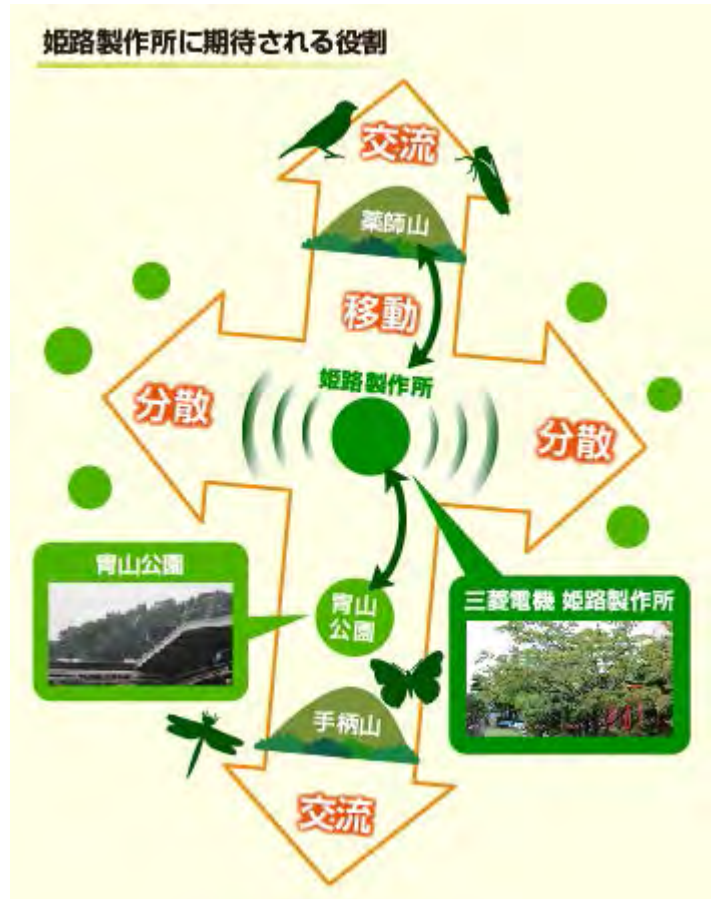 姫路製作所に期待される役割
交流
薬師山
移動
姫路製作所
分散
分散
胄山公園
胄山
公園
三菱電機 姫路製作所
手柄山
交流